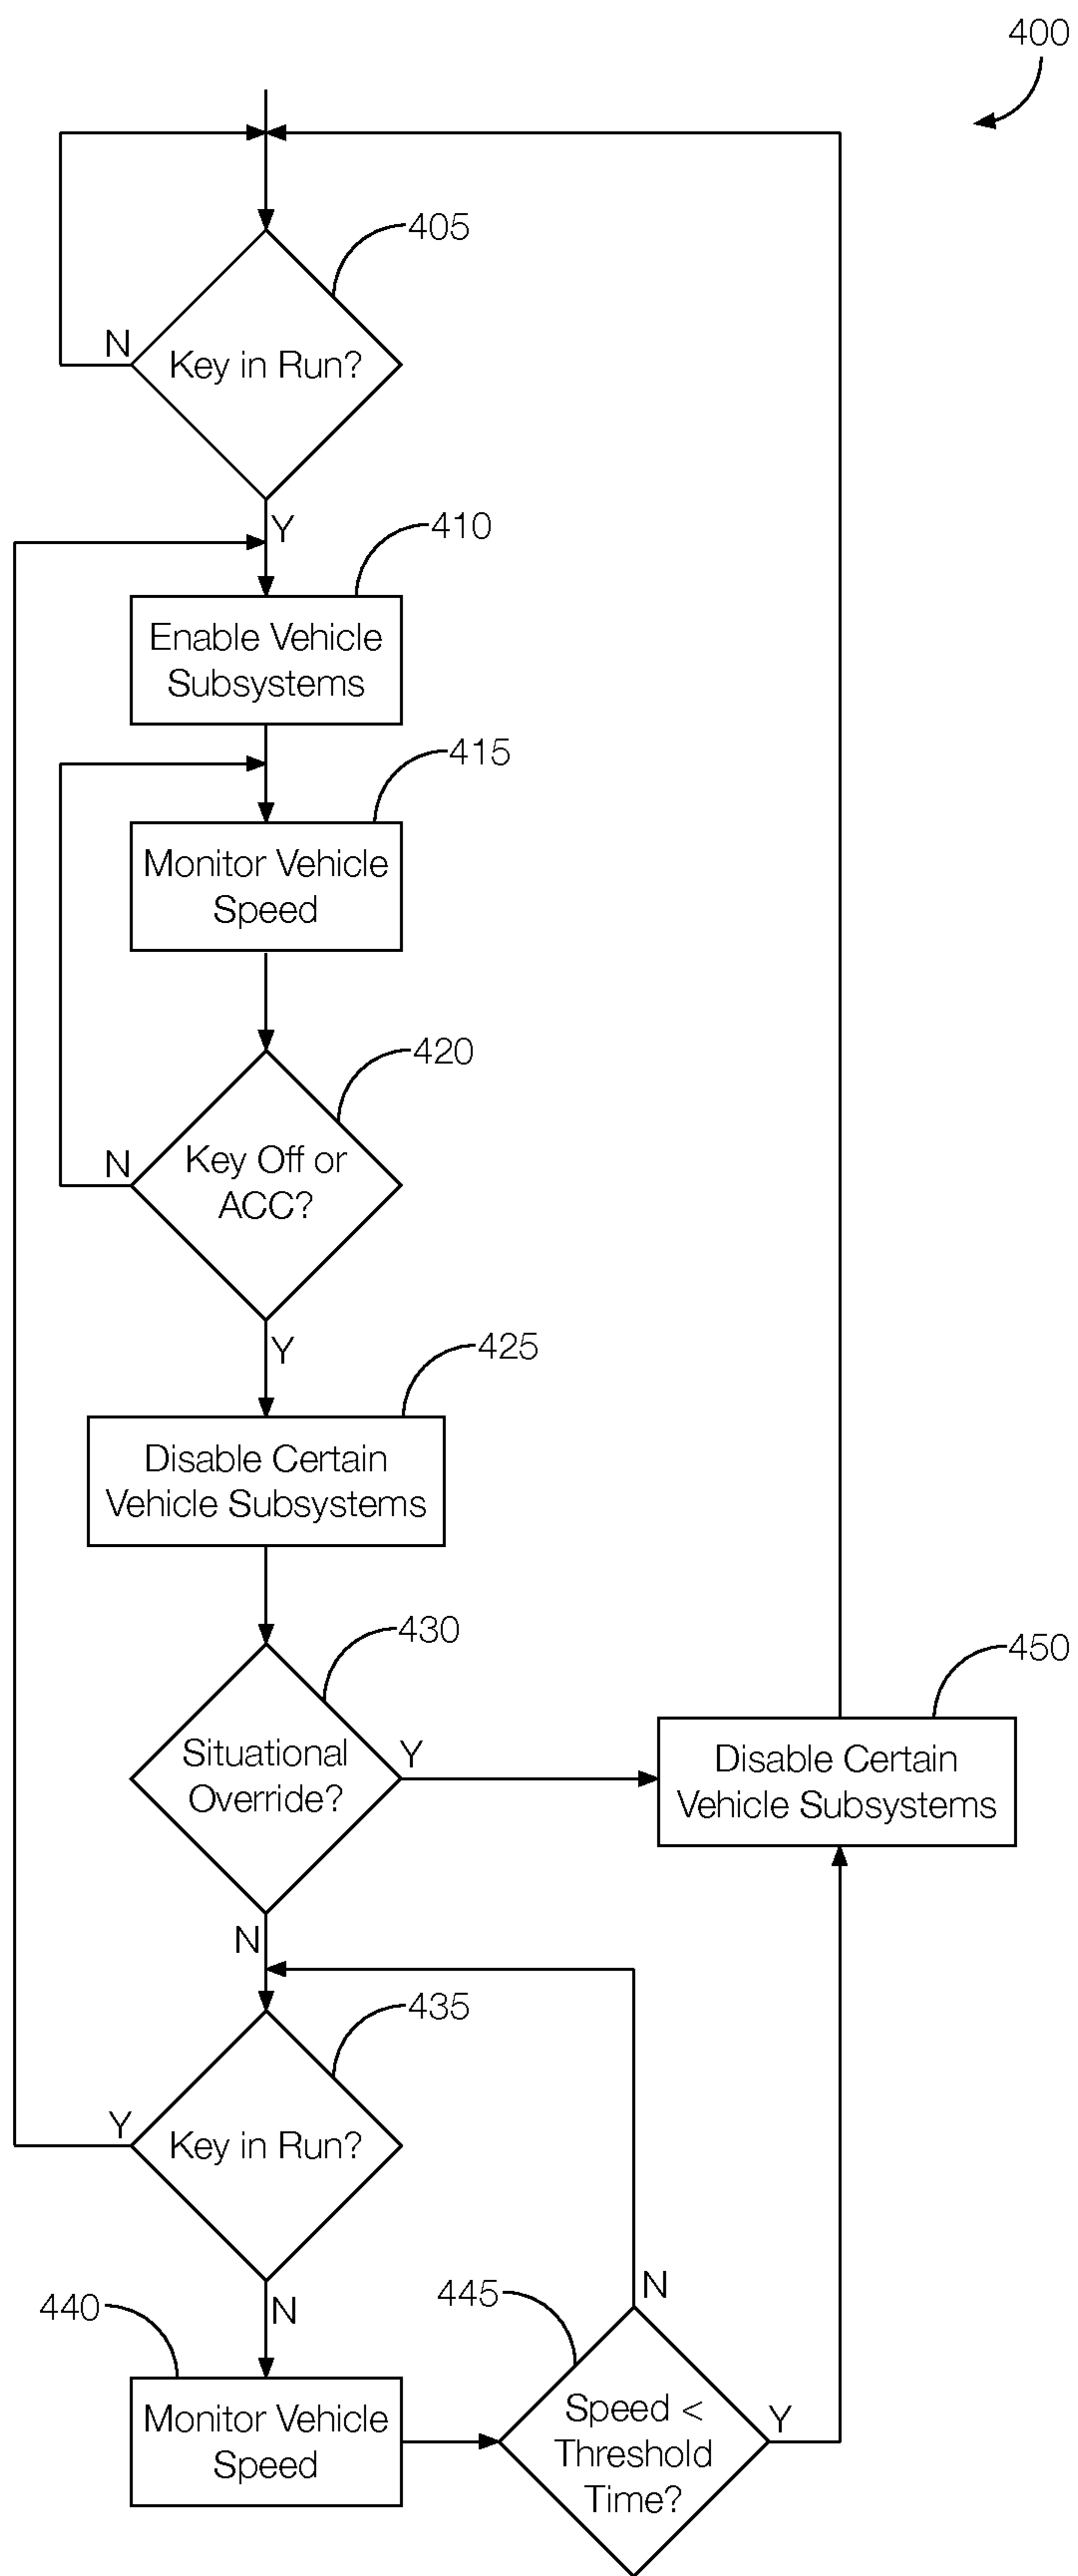 400
405
N
Key in Run?
Y
410
Enable Vehicle
Subsystems
415
Monitor Vehicle
Speed
420
N
Key Off or
ACC?
Y
425
Disable Certain
Vehicle Subsystems
430
Situational
Override?
Y
450
Disable Certain
Vehicle Subsystems
N
435
Y
Key in Run?
N
440
Monitor Vehicle
Speed
445
N
Speed <
Threshold
Time?
Y